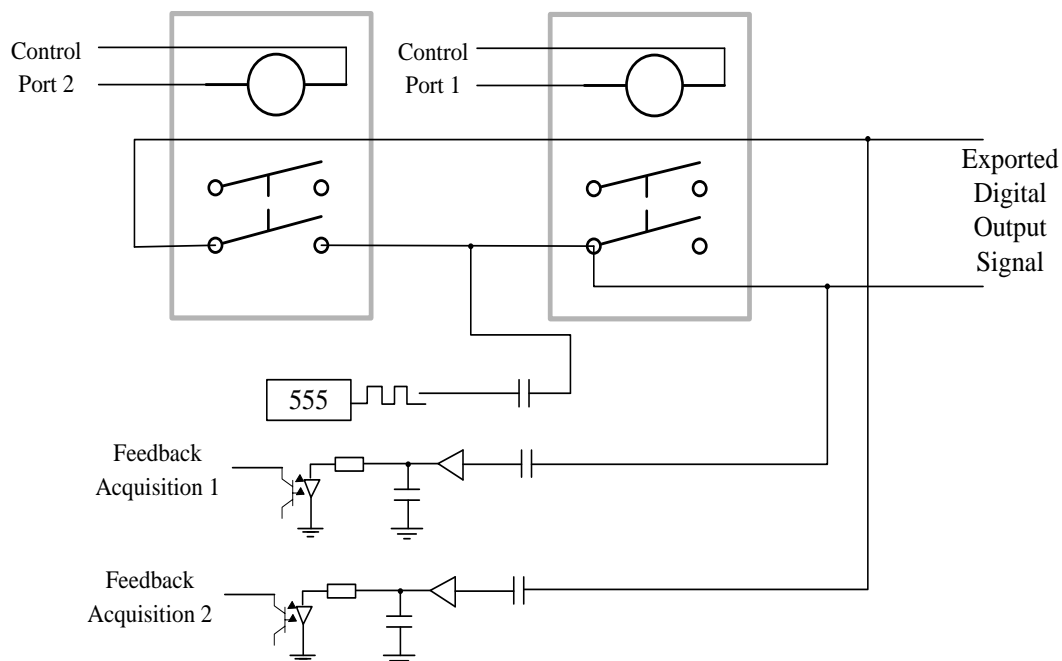 Control
Port 2
Control
Port 1
Exported
Digital
Output
Signal
555
Feedback
Acquisition 1
Feedback
Acquisition 2